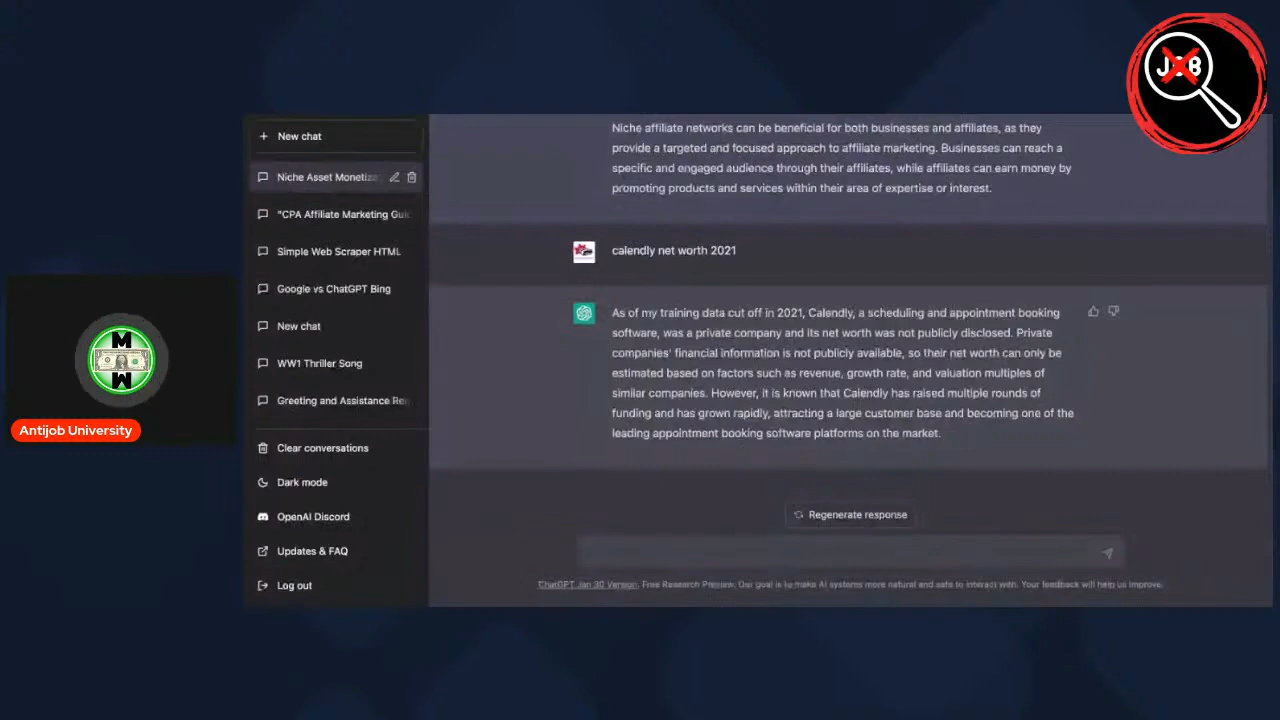 JOB
New chat
Niche Asset Monetiza
"CPA Affiliate Marketing Guid
Simple Web Scraper HTML
Google vs ChatGPT Bing
New chat
WW1 Thriller Song
Greeting and Assistance Re
Clear conversations
Dark mode
OpenAI Discord
Updates & FAQ
Log out
M
M
Antijob University
Niche affiliate networks can be beneficial for both businesses and affiliates, as they
provide a targeted and focused approach to affiliate marketing. Businesses can reach a
specific and engaged audience through their affiliates, while affiliates can earn money by
promoting products and services within their area of expertise or interest.
calendly net worth 2021
As of my training data cut off in 2021, Calendly, a scheduling and appointment booking
software, was a private company and its net worth was not publicly disclosed. Private
companies' financial information is not publicly available, so their net worth can only be
estimated based on factors such as revenue, growth rate, and valuation multiples of
similar companies. However, it is known that Calendly has raised multiple rounds of
funding and has grown rapidly, attracting a large customer base and becoming one of the
leading appointment booking software platforms on the market.
Regenerate response
ChatGPT Jan 30 Version. Free Research Preview. Our goal is to make AI systems more natural and safe to interact with. Your feedback will help us improve.